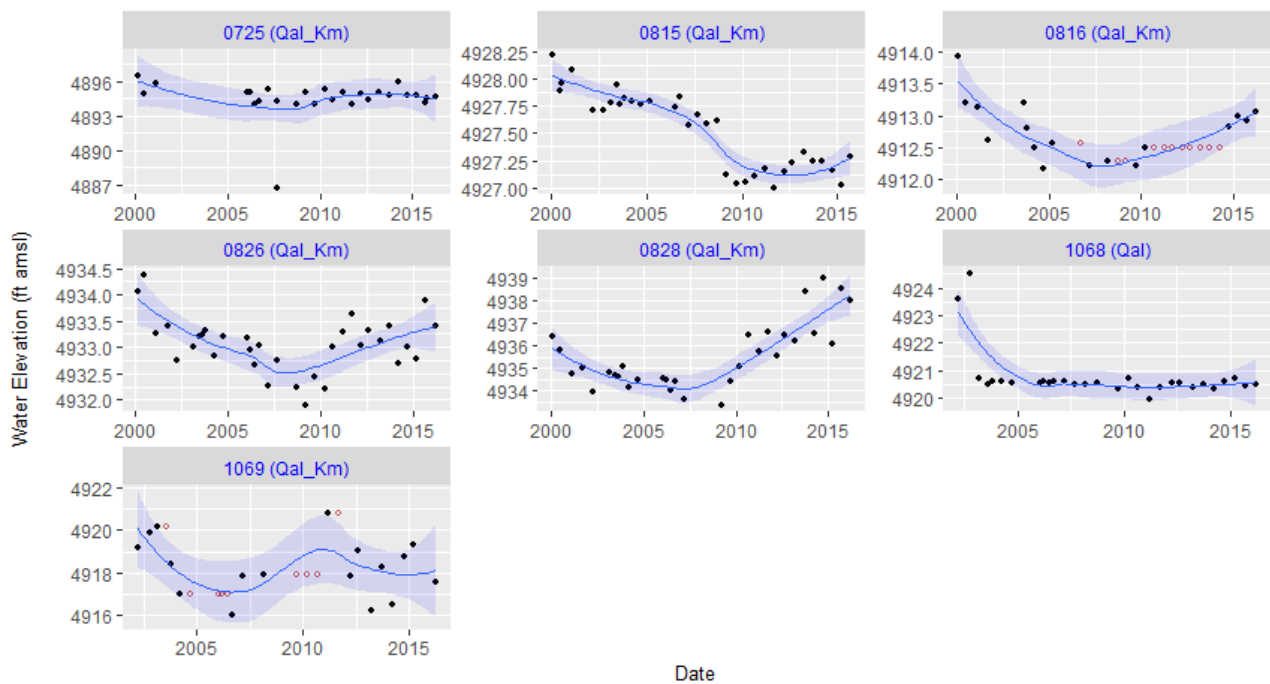 0725 (Qal_Km)
4896
4893
4890
4887
2000 2005 2010 2015
0815 (Qal_Km)
4928.25
4928.00
4927.75
4927.50
4927.25
4927.00
2000 2005 2010 2015
0816 (Qal_Km)
4914.0
4913.5
4913.0
4912.5
4912.0
2000 2005 2010 2015
0826 (Qal_Km)
4934.5
4934.0
4933.5
4933.0
4932.5
4932.0
2000 2005 2010 2015
0828 (Qal_Km)
4939
4938
4937
4936
4935
4934
2000 2005 2010 2015
1068 (Qal)
4924
4923
4922
4921
4920
2005 2010 2015
1069 (Qal_Km)
4922
4920
4918
4916
2005 2010 2015
Water Elevation (ft amsl)
Date